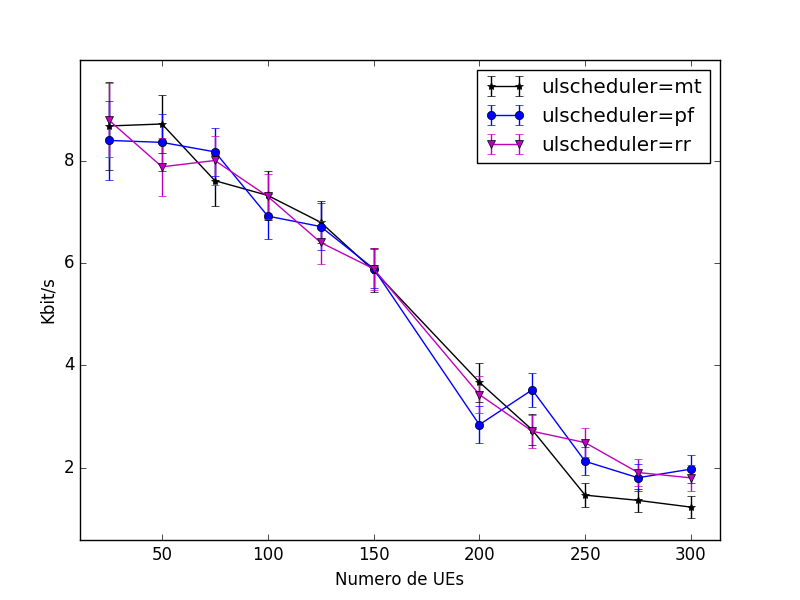 ulscheduler=mt
ulscheduler=pf
ulscheduler=rr
8
6
4
2
Kbit/s
50 100 150 200 250 300
Numero de UEs